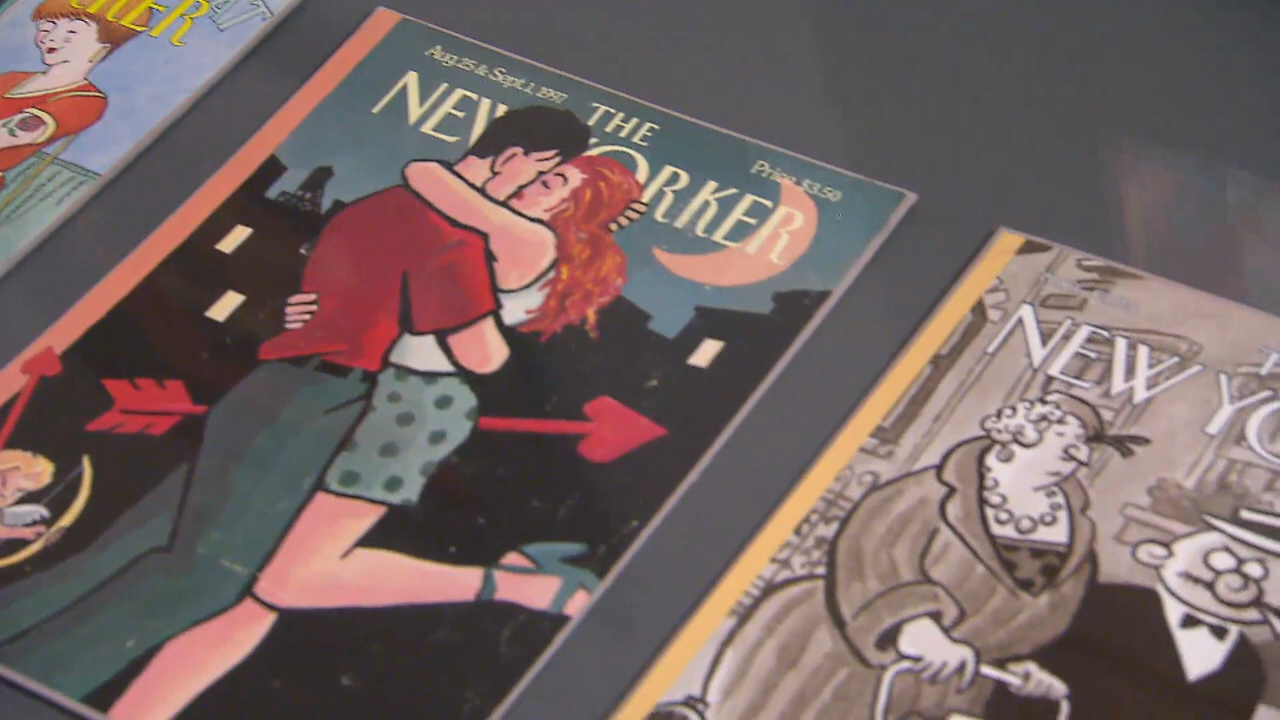 Aug. 25 & Sept. 1, 1997
THE
NEW YORKER
Price $3.50
NEW YO